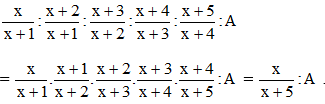 x/(x+1) : (x+2)/(x+1) : (x+3)/(x+2) : (x+4)/(x+3) : (x+5)/(x+4) : A
= x/(x+1) . (x+1)/(x+2) . (x+2)/(x+3) . (x+3)/(x+4) . (x+4)/(x+5) : A = x/(x+5) : A .